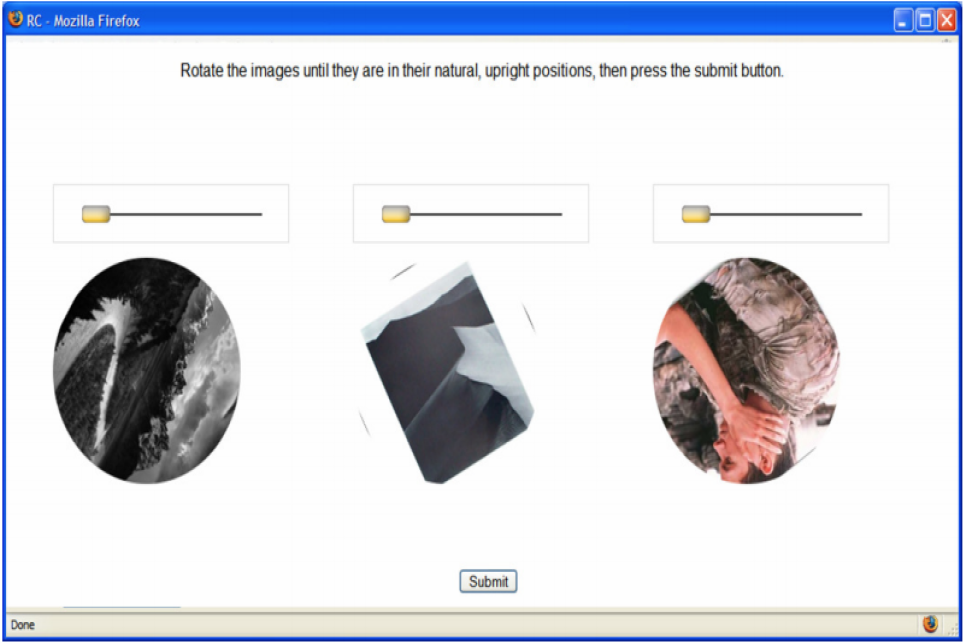 RC - Mozilla Firefox
Rotate the images until they are in their natural, upright positions, then press the submit button.
Submit
Done